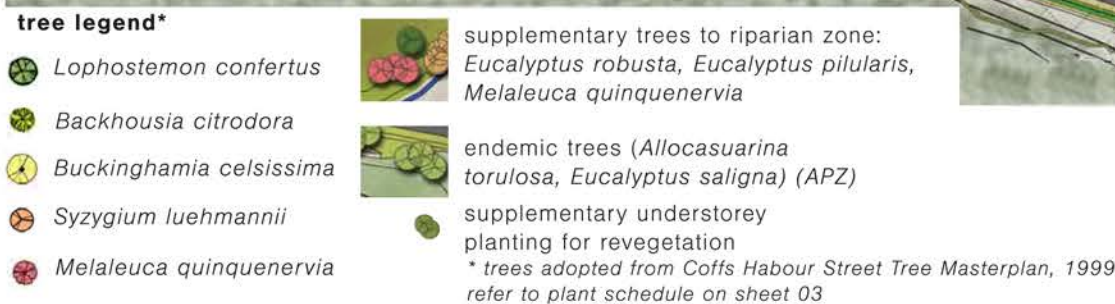 tree legend*
Lophostemon confertus
Backhousia citrodora
Buckinghamia celsissima
Syzygium luehmannii
Melaleuca quinquenervia
supplementary trees to riparian zone:
Eucalyptus robusta, Eucalyptus pilularis,
Melaleuca quinquenervia
endemic trees (Allocasuarina
torulosa, Eucalyptus saligna) (APZ)
supplementary understorey
planting for revegetation
* trees adopted from Coffs Habour Street Tree Masterplan, 1999
refer to plant schedule on sheet 03